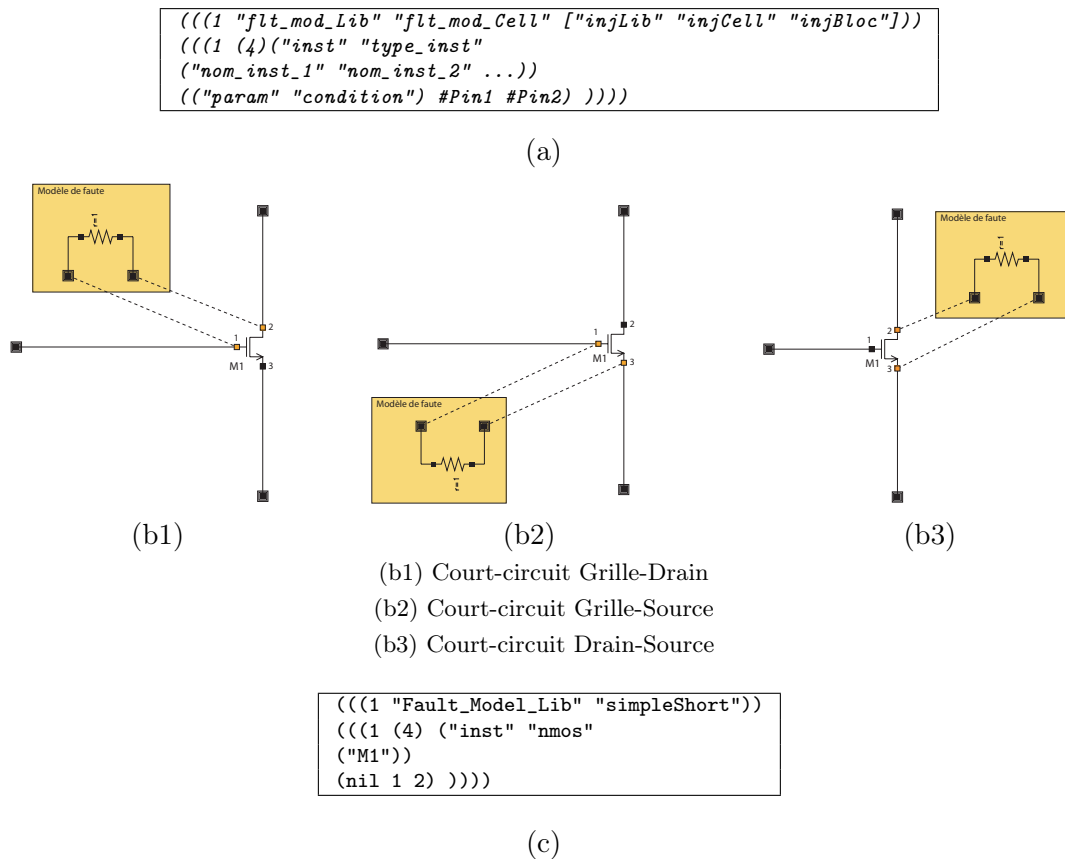 (((1 "flt_mod_Lib" "flt_mod_Cell" ["injLib" "injCell" "injBloc"]))
(((1 (4)("inst" "type_inst"
("nom_inst_1" "nom_inst_2" ...))
(("param" "condition") #Pin1 #Pin2) ))))
(a)
Modèle de faute
r=1
1
2
3
M1
(b1)
1
2
3
M1
Modèle de faute
r=1
(b2)
Modèle de faute
r=1
1
2
3
M1
(b3)
(b1) Court-circuit Grille-Drain
(b2) Court-circuit Grille-Source
(b3) Court-circuit Drain-Source
(((1 "Fault_Model_Lib" "simpleShort"))
(((1 (4) ("inst" "nmos"
("M1"))
(nil 1 2) ))))
(c)